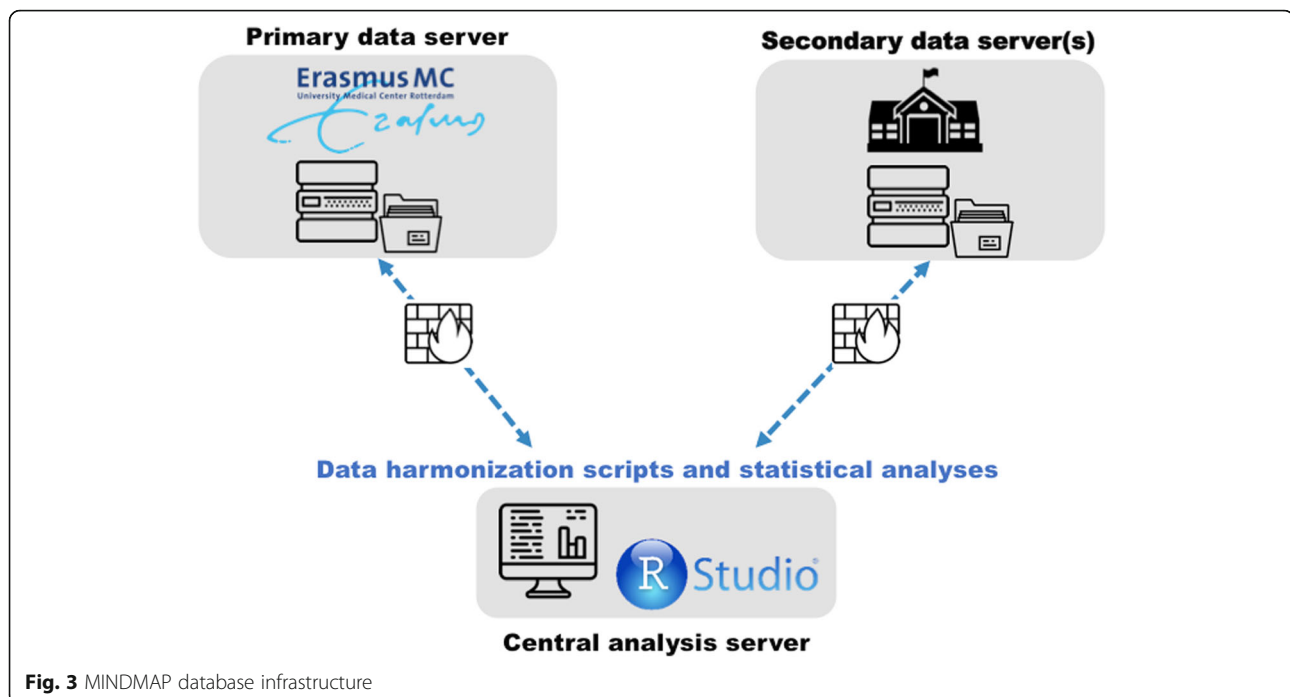 Primary data server
Secondary data server(s)
Erasmus MC
University Medical Center Rotterdam
Erasmus
Data harmonization scripts and statistical analyses
R Studio®
Central analysis server
Fig. 3 MINDMAP database infrastructure